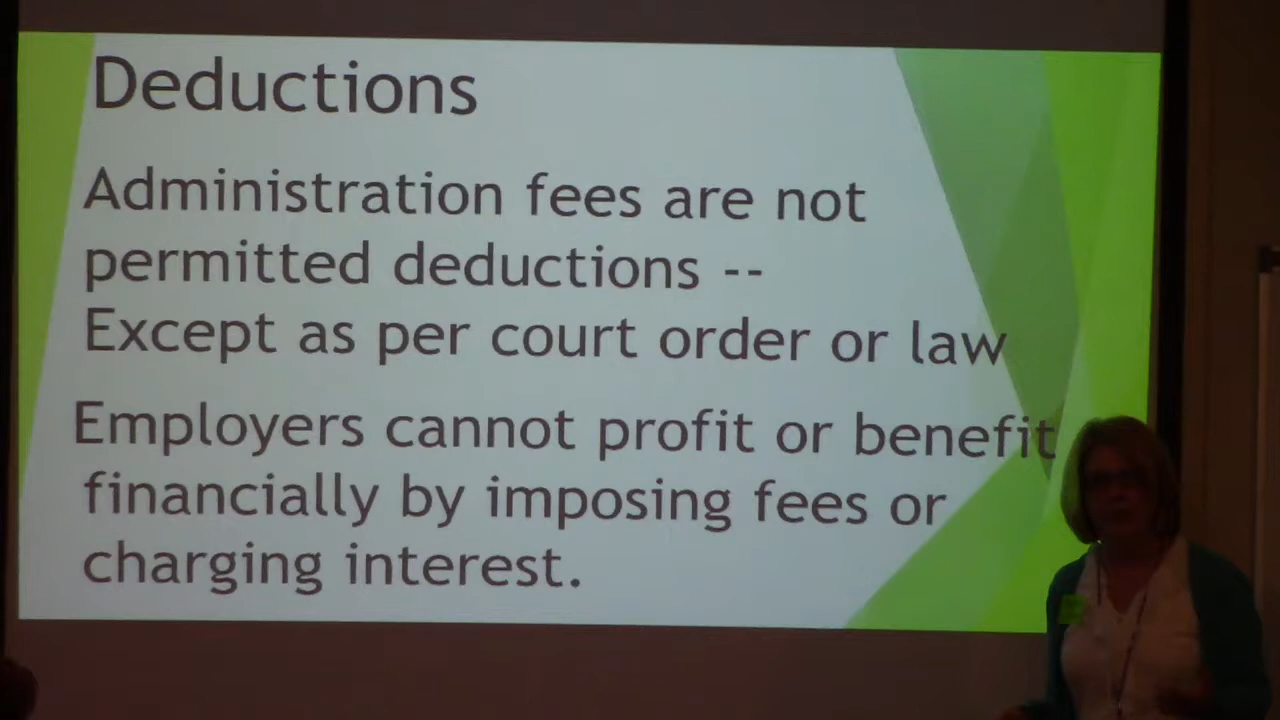 Deductions
Administration fees are not
permitted deductions --
Except as per court order or law
Employers cannot profit or benefit
financially by imposing fees or
charging interest.